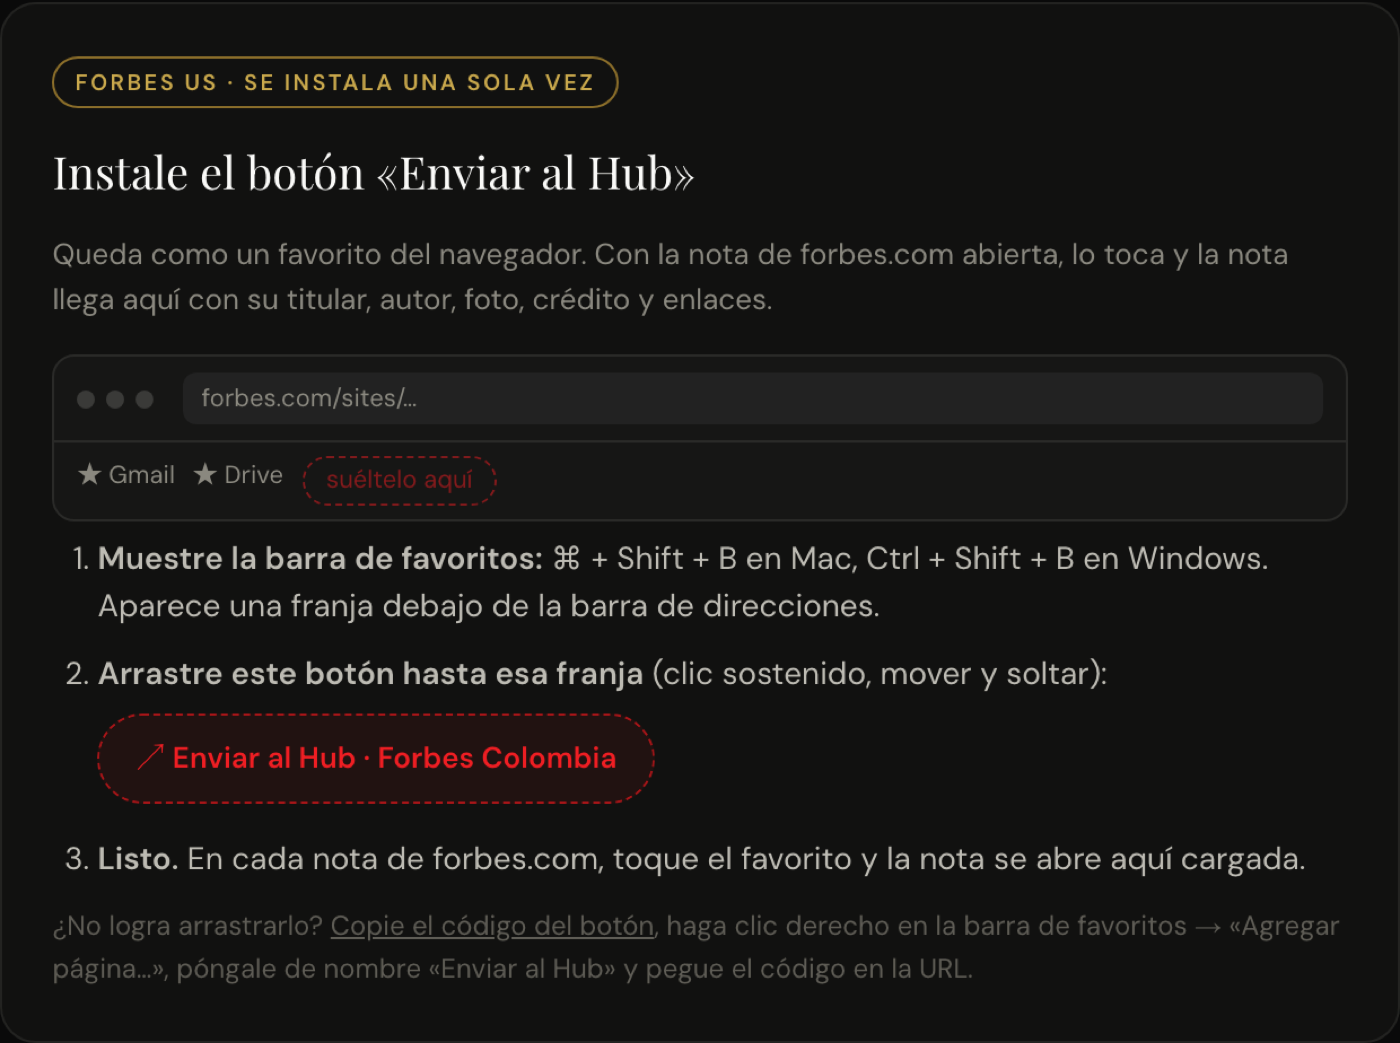 FORBES US · SE INSTALA UNA SOLA VEZ
Instale el botón «Enviar al Hub»
Queda como un favorito del navegador. Con la nota de forbes.com abierta, lo toca y la nota
llega aquí con su titular, autor, foto, crédito y enlaces.
forbes.com/sites/...
★ Gmail ★ Drive suéltelo aquí
1. Muestre la barra de favoritos: ⌘ + Shift + B en Mac, Ctrl + Shift + B en Windows.
Aparece una franja debajo de la barra de direcciones.
2. Arrastre este botón hasta esa franja (clic sostenido, mover y soltar):
↗ Enviar al Hub · Forbes Colombia
3. Listo. En cada nota de forbes.com, toque el favorito y la nota se abre aquí cargada.
¿No logra arrastrarlo? Copie el código del botón, haga clic derecho en la barra de favoritos → «Agregar
página...», póngale de nombre «Enviar al Hub» y pegue el código en la URL.